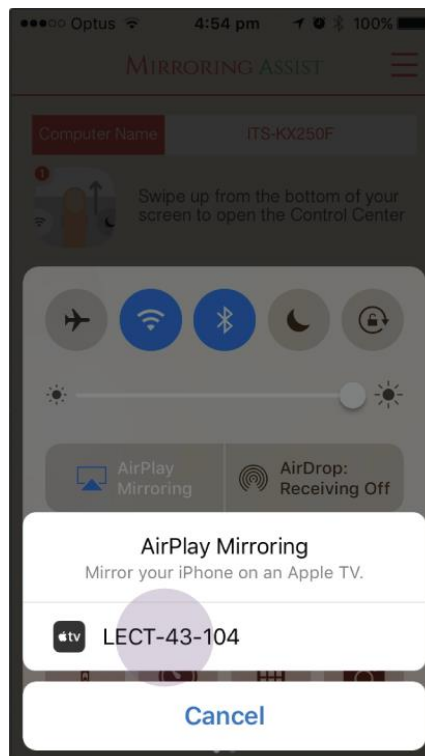 Optus 4:54 pm 100%
MIRRORING ASSIST
Computer Name ITS-KX250F
1
Swipe up from the bottom of your
screen to open the Control Center
AirPlay
Mirroring
AirDrop:
Receiving Off
AirPlay Mirroring
Mirror your iPhone on an Apple TV.
tv LECT-43-104
Cancel